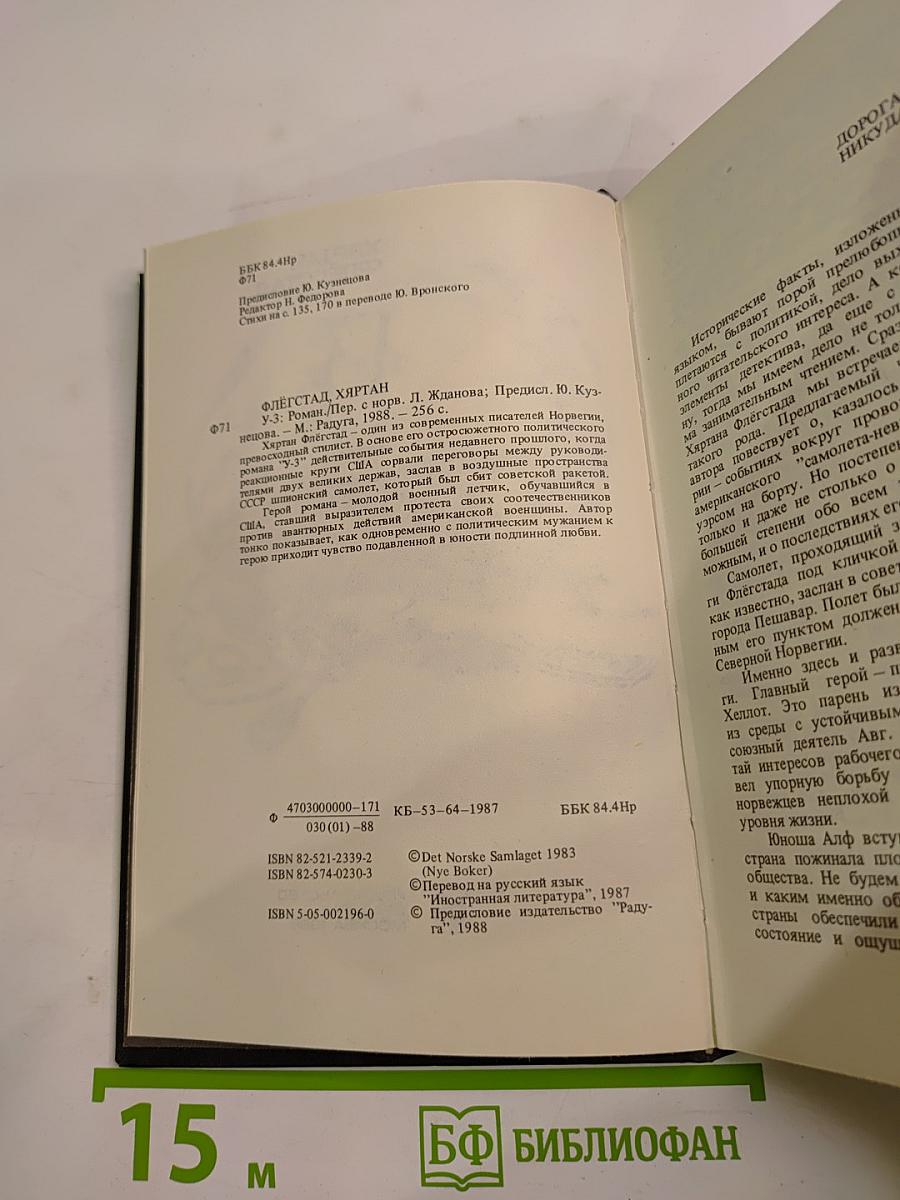 ББК 84.4Нр
Ф71
Предисловие Ю. Кузнецова
Редактор Н. Федорова
Стихи на с. 135, 170 в переводе Ю. Вронского
ФЛЁГСТАД, ХЯРТАН
Ф71 У-3: Роман./Пер. с норв. Л. Жданова; Предисл. Ю. Куз-
нецова. – М.: Радуга, 1988. – 256 с.
Хяртан Флёгстад – один из современных писателей Норвегии,
превосходный стилист. В основе его остросюжетного политического
романа "У-3" действительные события недавнего прошлого, когда
реакционные круги США сорвали переговоры между руководи-
телями двух великих держав, заслав в воздушные пространства
СССР шпионский самолет, который был сбит советской ракетой.
Герой романа – молодой военный летчик, обучавшийся в
США, ставший выразителем протеста своих соотечественников
против авантюрных действий американской военщины. Автор
тонко показывает, как одновременно с политическим мужанием к
герою приходит чувство подавленной в юности подлинной любви.
Ф 4703000000–171 КБ–53–64–1987 ББК 84.4Нр
030 (01) –88
ISBN 82-521-2339-2 ©Det Norske Samlaget 1983
ISBN 82-574-0230-3 (Nye Boker)
©Перевод на русский язык
"Иностранная литература", 1987
ISBN 5-05-002196-0 © Предисловие издательство "Раду-
га", 1988
ДОРОГА
НИКУДА
Исторические факты, изложенн
языком, бывают порой прелюбопы
плетаются с политикой, дело вых
ного читательского интереса. А к
элементы детектива, да еще с
ну, тогда мы имеем дело не тол
ма занимательным чтением. Сраз
Хяртана Флёгстада мы встречае
такого рода. Предлагаемый ч
автора повествует о, казалось
рии – событиях вокруг прово
американского "самолета-нев
уэрсом на борту. Но постепен
только и даже не столько о
большей степени обо всем
можным, и о последствиях ег
Самолет, проходящий з
ги Флёгстада под кличкой
как известно, заслан в совет
города Пешавар. Полет был
ным его пунктом должен
Северной Норвегии.
Именно здесь и разв
ги. Главный герой – п
Хеллот. Это парень из
из среды с устойчивым
союзный деятель Авг.
тай интересов рабочего
вел упорную борьбу
норвежцев неплохой
уровня жизни.
Юноша Алф всту
страна пожинала пло
общества. Не будем
и каким именно об
страны обеспечили
состояние и ощущ
15 м
БФ БИБЛИОФАН